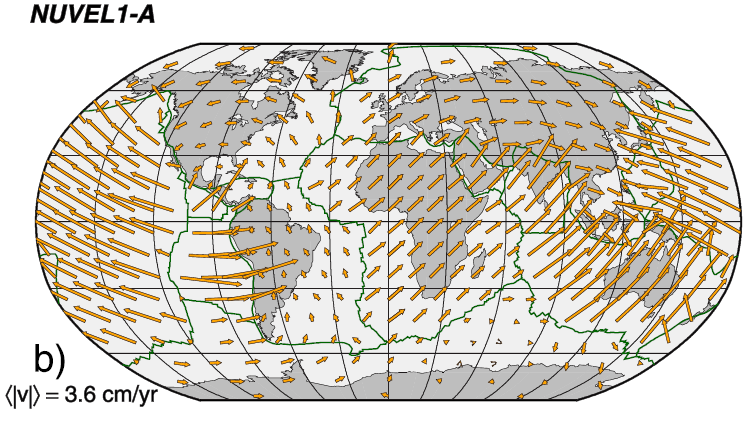 NUVEL1-A
b)
⟨|v|⟩ = 3.6 cm/yr